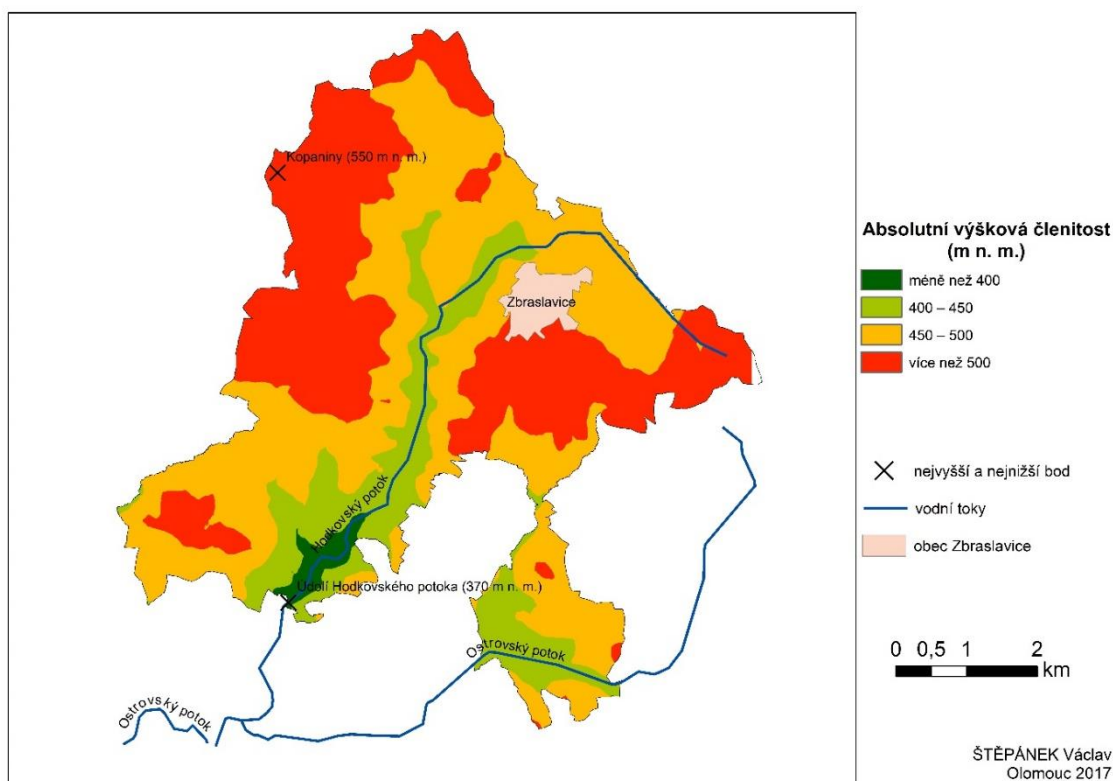 Kopaniny (550 m n. m.)
Zbraslavice
Hodkovský potok
Údolí Hodkovského potoka (370 m n. m.)
Ostrovský potok
Ostrovský potok
Absolutní výšková členitost
(m n. m.)
méně než 400
400 – 450
450 – 500
více než 500
nejvyšší a nejnižší bod
vodní toky
obec Zbraslavice
0 0,5 1 2
km
ŠTĚPÁNEK Václav
Olomouc 2017